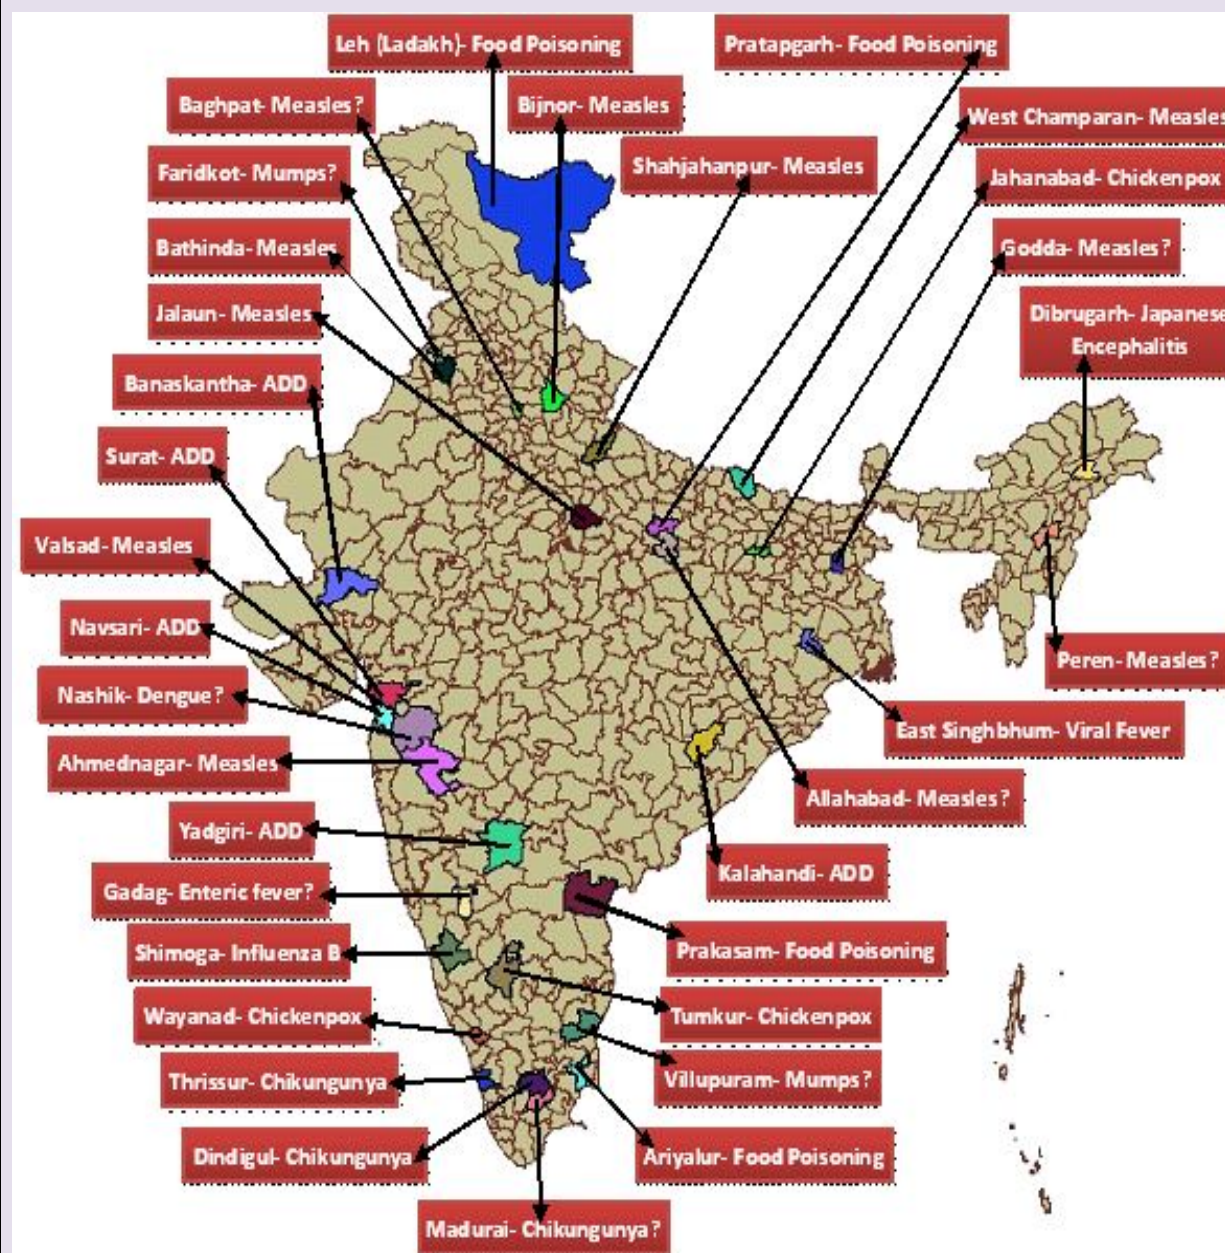 Leh (Ladakh)- Food Poisoning
Pratapgarh- Food Poisoning
Baghpat- Measles?
Bijnor- Measles
West Champaran- Measles
Faridkot- Mumps?
Shahjahanpur- Measles
Jahanabad- Chickenpox
Bathinda- Measles
Godda- Measles?
Jalaun- Measles
Dibrugarh- Japanese
Encephalitis
Banaskantha- ADD
Surat- ADD
Valsad- Measles
Navsari- ADD
Peren- Measles?
Nashik- Dengue?
East Singhbhum- Viral Fever
Ahmednagar- Measles
Allahabad- Measles?
Yadgiri- ADD
Kalahandi- ADD
Gadag- Enteric fever?
Prakasam- Food Poisoning
Shimoga- Influenza B
Wayanad- Chickenpox
Tumkur- Chickenpox
Thrissur- Chikungunya
Villupuram- Mumps?
Dindigul- Chikungunya
Ariyalur- Food Poisoning
Madurai- Chikungunya?